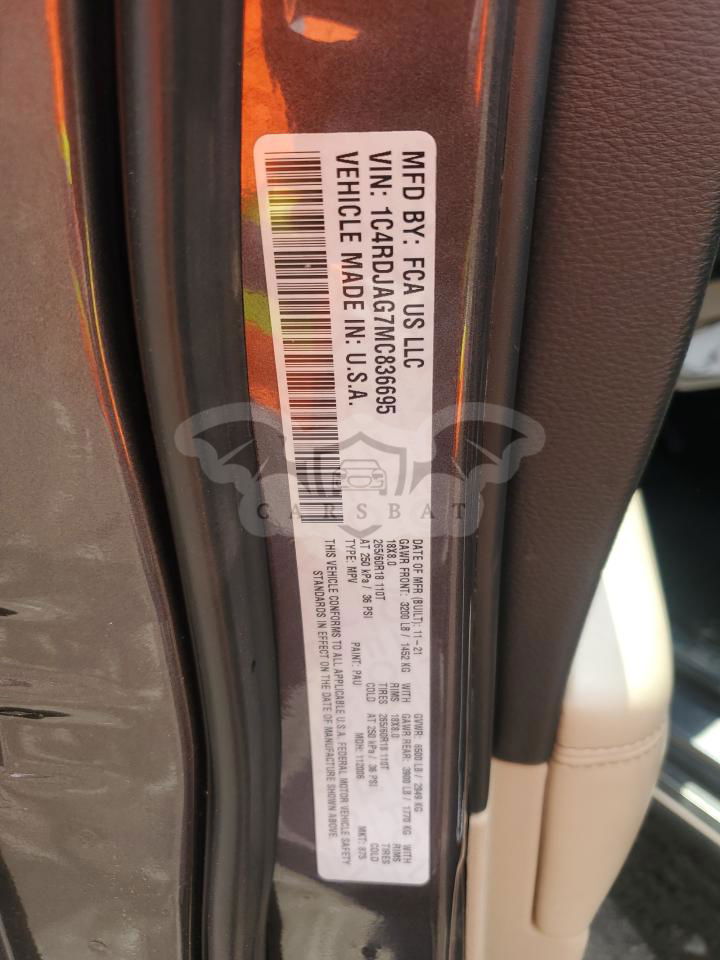 MFD BY: FCA US LLC
VIN: 1C4RDJAG7MC836695
VEHICLE MADE IN: U.S.A.
CARSBAT
DATE OF MFR (BUILT): 11-21 GVWR: 6500 LB / 2949 KG
GAWR FRONT: 3200 LB / 1452 KG WITH GAWR REAR: 3900 LB / 1770 KG WITH
18X8.0 RIMS 18X8.0 RIMS
265/60R18 110T TIRES 265/60R18 110T TIRES
AT 250 kPa / 36 PSI COLD AT 250 kPa / 36 PSI COLD
TYPE: MPV PAINT: PAU MDH: 112006 MKT: 875
THIS VEHICLE CONFORMS TO ALL APPLICABLE U.S.A. FEDERAL MOTOR VEHICLE SAFETY
STANDARDS IN EFFECT ON THE DATE OF MANUFACTURE SHOWN ABOVE.